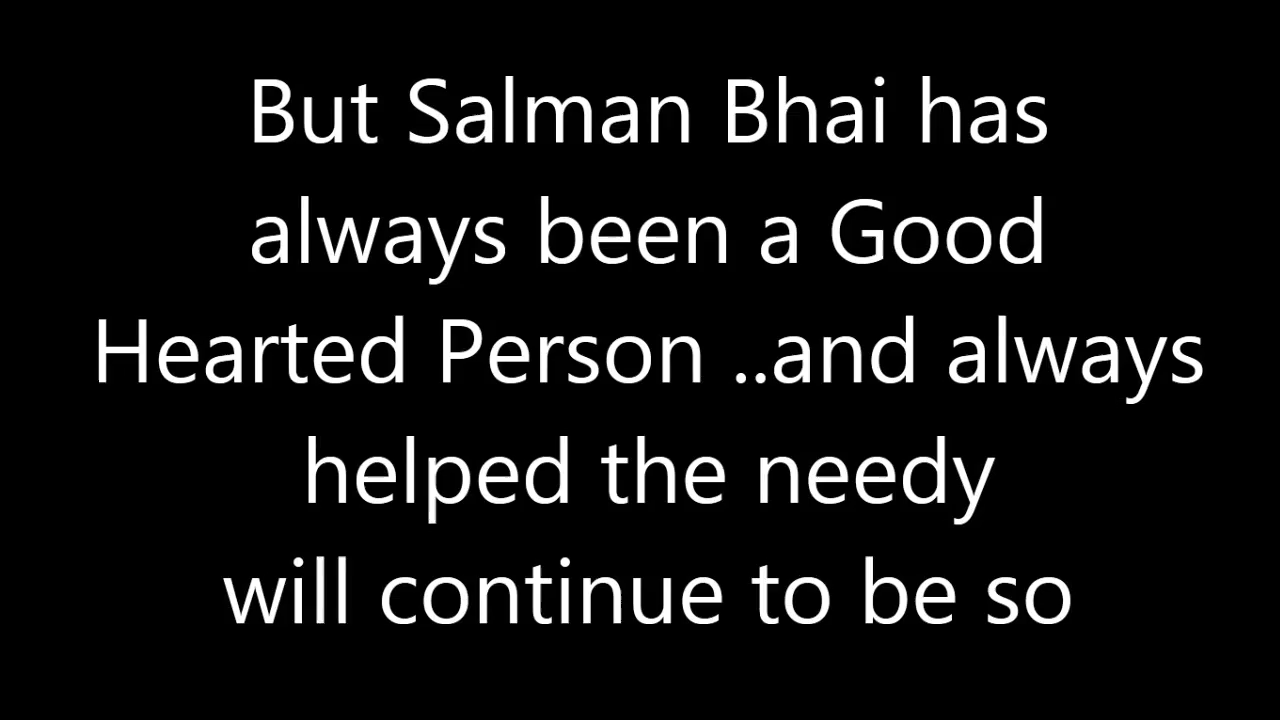 But Salman Bhai has
always been a Good
Hearted Person ..and always
helped the needy
will continue to be so